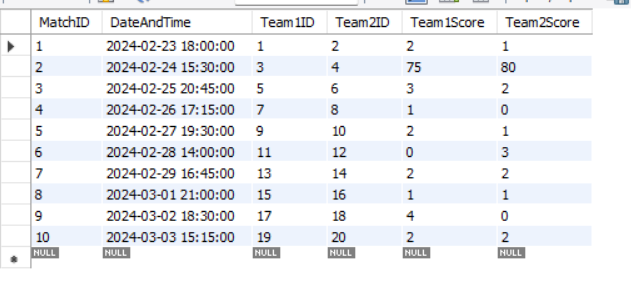 MatchID DateAndTime Team1ID Team2ID Team1Score Team2Score
1 2024-02-23 18:00:00 1 2 2 1
2 2024-02-24 15:30:00 3 4 75 80
3 2024-02-25 20:45:00 5 6 3 2
4 2024-02-26 17:15:00 7 8 1 0
5 2024-02-27 19:30:00 9 10 2 1
6 2024-02-28 14:00:00 11 12 0 3
7 2024-02-29 16:45:00 13 14 2 2
8 2024-03-01 21:00:00 15 16 1 1
9 2024-03-02 18:30:00 17 18 4 0
10 2024-03-03 15:15:00 19 20 2 2
NULL NULL NULL NULL NULL NULL